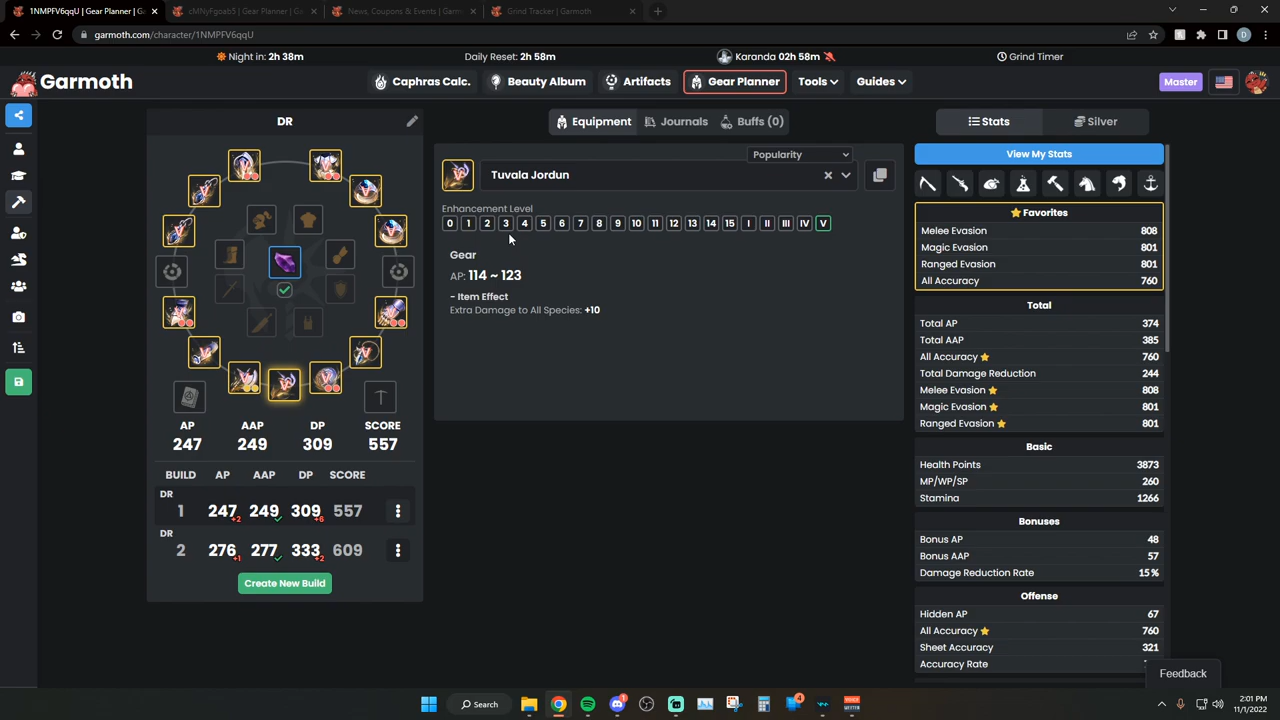 1NMPFV6qqU | Gear Planner | G
cMNyFgoab5 | Gear Planner | G
News, Coupons & Events | Garmoth
Grind Tracker | Garmoth
garmoth.com/character/1NMPFV6qqU
D
Night in: 2h 38m
Daily Reset: 2h 58m
Karanda 02h 58m
Grind Timer
Garmoth
Caphras Calc.
Beauty Album
Artifacts
Gear Planner
Tools
Guides
Master
DR
Equipment
Journals
Buffs (0)
Stats
Silver
Popularity
View My Stats
Tuvala Jordun
Enhancement Level
0 1 2 3 4 5 6 7 8 9 10 11 12 13 14 15 I II III IV V
Gear
AP: 114 ~ 123
- Item Effect
Extra Damage to All Species: +10
AP AAP DP SCORE
247 249 309 557
BUILD AP AAP DP SCORE
DR
1 247 +2 249 309 +6 557
DR
2 276 +1 277 333 +2 609
Create New Build
Favorites
Melee Evasion 808
Magic Evasion 801
Ranged Evasion 801
All Accuracy 760
Total
Total AP 374
Total AAP 385
All Accuracy 760
Total Damage Reduction 244
Melee Evasion 808
Magic Evasion 801
Ranged Evasion 801
Basic
Health Points 3873
MP/WP/SP 260
Stamina 1266
Bonuses
Bonus AP 48
Bonus AAP 57
Damage Reduction Rate 15 %
Offense
Hidden AP 67
All Accuracy 760
Sheet Accuracy 321
Accuracy Rate
Feedback
Search
1
4
2:01 PM
11/1/2022